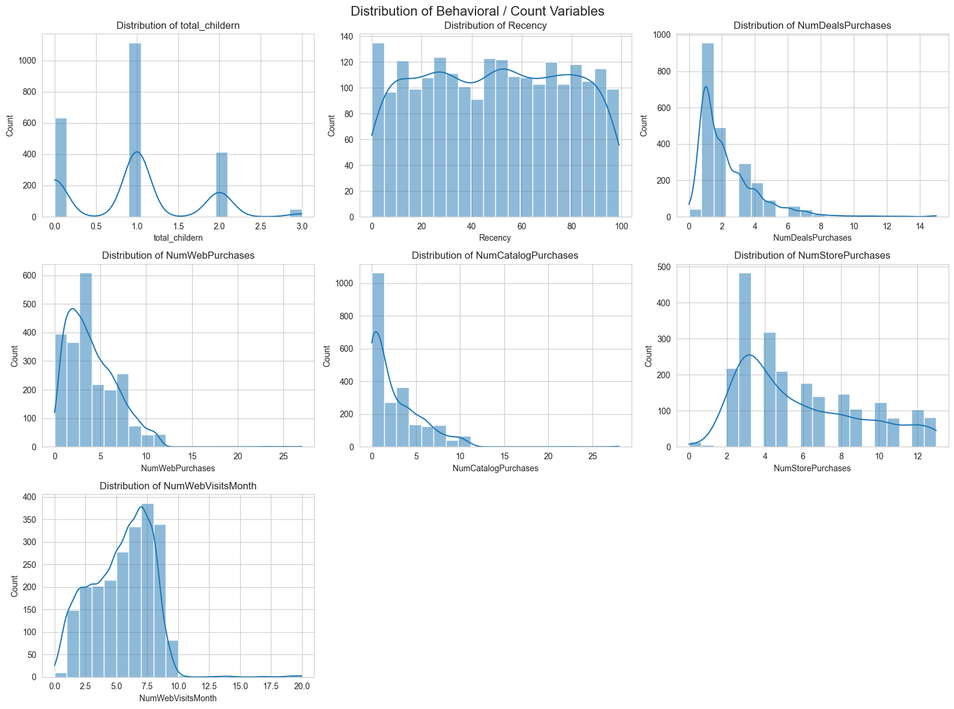 Distribution of Behavioral / Count Variables
Distribution of total_childern
Count
1000
800
600
400
200
0
0.0 0.5 1.0 1.5 2.0 2.5 3.0
total_childern
Distribution of Recency
Count
140
120
100
80
60
40
20
0
0 20 40 60 80 100
Recency
Distribution of NumDealsPurchases
Count
1000
800
600
400
200
0
0 2 4 6 8 10 12 14
NumDealsPurchases
Distribution of NumWebPurchases
Count
600
500
400
300
200
100
0
0 5 10 15 20 25
NumWebPurchases
Distribution of NumCatalogPurchases
Count
1000
800
600
400
200
0
0 5 10 15 20 25
NumCatalogPurchases
Distribution of NumStorePurchases
Count
500
400
300
200
100
0
0 2 4 6 8 10 12
NumStorePurchases
Distribution of NumWebVisitsMonth
Count
400
350
300
250
200
150
100
50
0
0.0 2.5 5.0 7.5 10.0 12.5 15.0 17.5 20.0
NumWebVisitsMonth